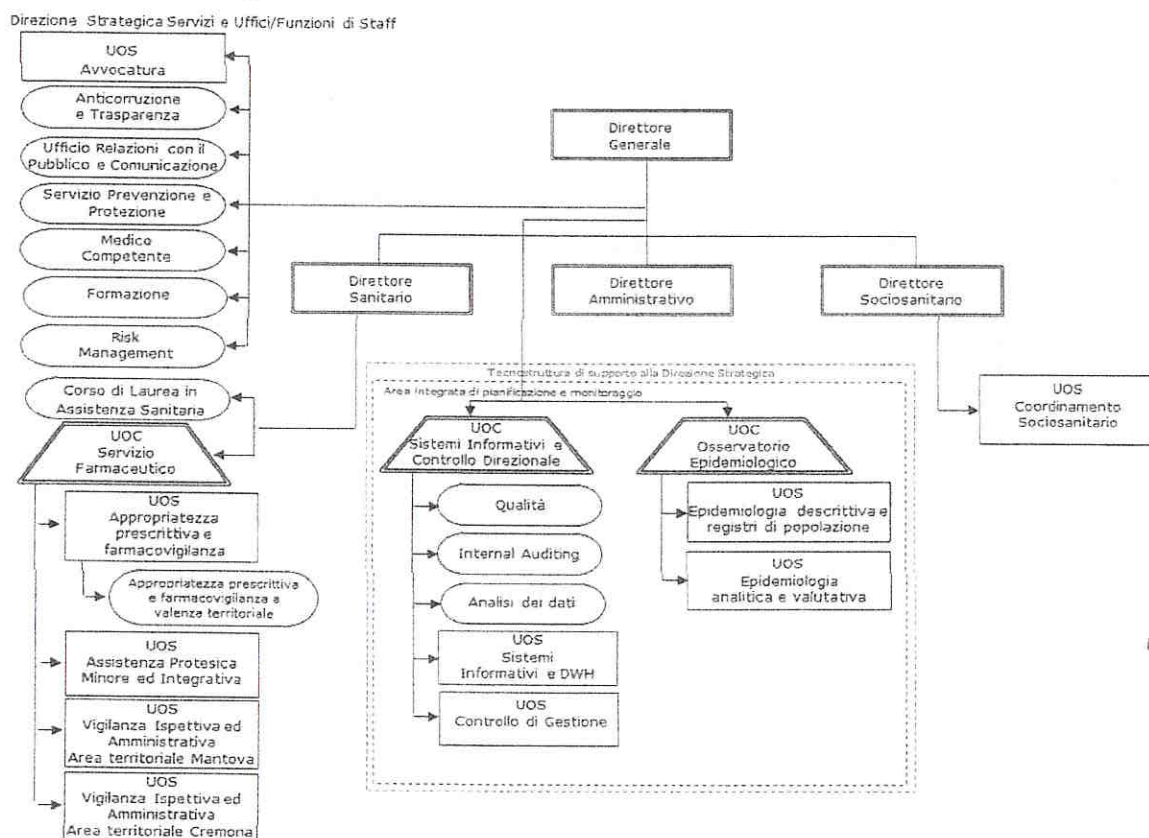 Direzione Strategica Servizi e Uffici/Funzioni di Staff
UOS
Avvocatura
Anticorruzione
e Trasparenza
Ufficio Relazioni con il
Pubblico e Comunicazione
Servizio Prevenzione e
Protezione
Medico
Competente
Formazione
Risk
Management
Corso di Laurea in
Assistenza Sanitaria
UOC
Servizio
Farmaceutico
UOS
Appropriatezza
prescrittiva e
farmacovigilanza
Appropriatezza prescrittiva
e farmacovigilanza a
valenza territoriale
UOS
Assistenza Protesica
Minore ed Integrativa
UOS
Vigilanza Ispettiva ed
Amministrativa
Area territoriale Mantova
UOS
Vigilanza Ispettiva ed
Amministrativa
Area territoriale Cremona
Direttore
Generale
Direttore
Sanitario
Direttore
Amministrativo
Direttore
Sociosanitario
Tecnostruttura di supporto alla Direzione Strategica
Area integrata di pianificazione e monitoraggio
UOC
Sistemi Informativi e
Controllo Direzionale
Qualità
Internal Auditing
Analisi dei dati
UOS
Sistemi
Informativi e DWH
UOS
Controllo di Gestione
UOC
Osservatorio
Epidemiologico
UOS
Epidemiologia descrittiva e
registri di popolazione
UOS
Epidemiologia
analitica e valutativa
UOS
Coordinamento
Sociosanitario